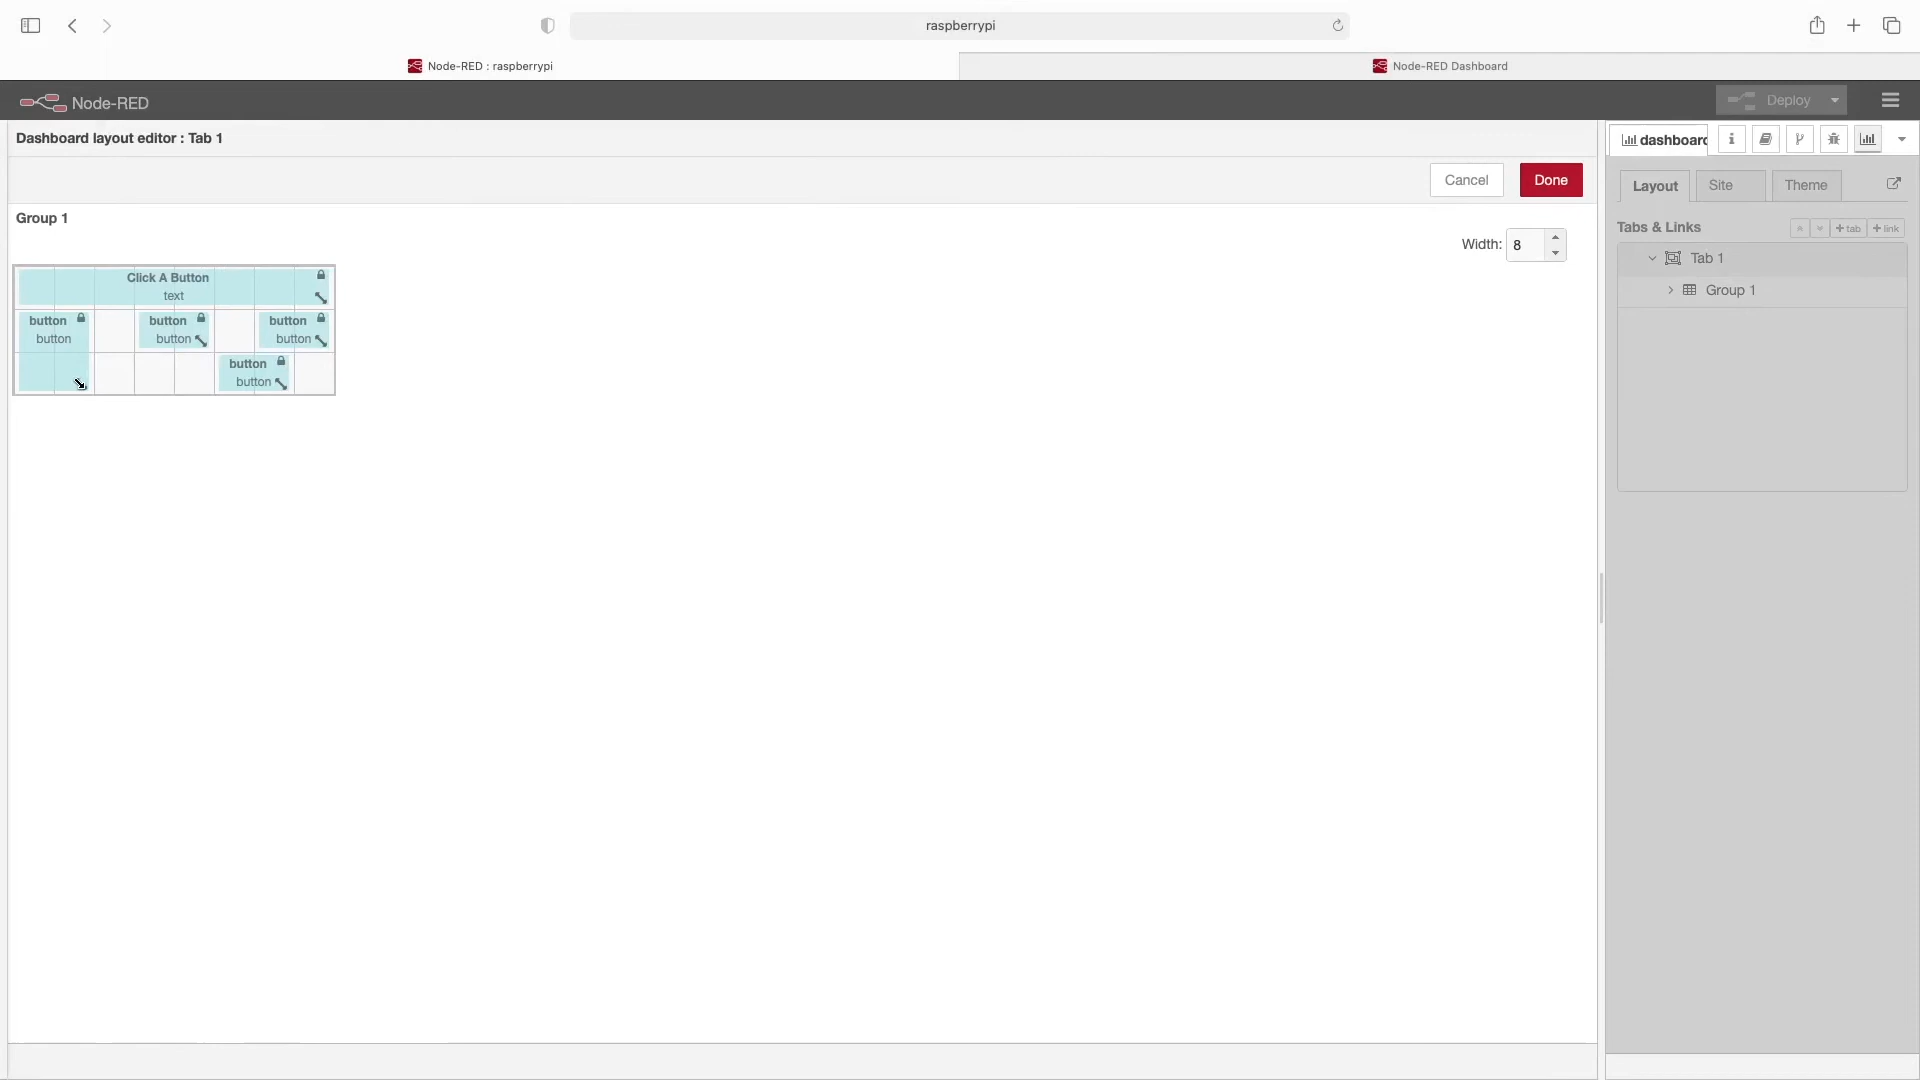 raspberrypi
Node-RED : raspberrypi
Node-RED Dashboard
Node-RED
Deploy
Dashboard layout editor : Tab 1
dashboard
i
Cancel
Done
Layout
Site
Theme
Group 1
Tabs & Links
+ tab
+ link
Width: 8
Tab 1
Group 1
Click A Button
text
button
button
button
button
button
button
button
button